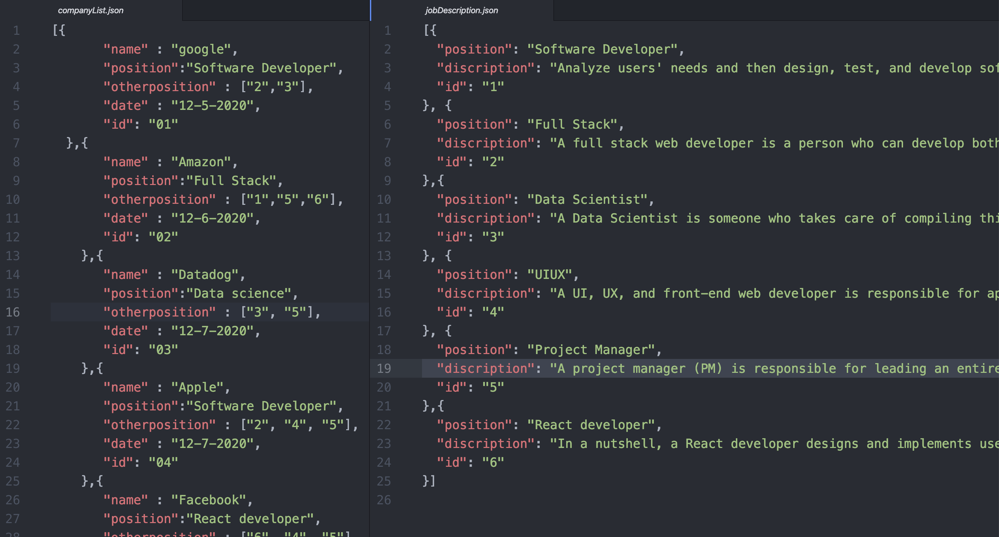 companyList.json
1 [{
2 "name" : "google",
3 "position":"Software Developer",
4 "otherposition" : ["2","3"],
5 "date" : "12-5-2020",
6 "id": "01"
7 },{
8 "name" : "Amazon",
9 "position":"Full Stack",
10 "otherposition" : ["1","5","6"],
11 "date" : "12-6-2020",
12 "id": "02"
13 },{
14 "name" : "Datadog",
15 "position":"Data science",
16 "otherposition" : ["3", "5"],
17 "date" : "12-7-2020",
18 "id": "03"
19 },{
20 "name" : "Apple",
21 "position":"Software Developer",
22 "otherposition" : ["2", "4", "5"],
23 "date" : "12-7-2020",
24 "id": "04"
25 },{
26 "name" : "Facebook",
27 "position":"React developer",
28 "otherposition" : ["6", "4", "5"]
jobDescription.json
1 [{
2 "position": "Software Developer",
3 "discription": "Analyze users' needs and then design, test, and develop
4 "id": "1"
5 }, {
6 "position": "Full Stack",
7 "discription": "A full stack web developer is a person who can develop both
8 "id": "2"
9 },{
10 "position": "Data Scientist",
11 "discription": "A Data Scientist is someone who takes care of compiling
12 "id": "3"
13 }, {
14 "position": "UIUX",
15 "discription": "A UI, UX, and front-end web developer is responsible for
16 "id": "4"
17 }, {
18 "position": "Project Manager",
19 "discription": "A project manager (PM) is responsible for leading an entire
20 "id": "5"
21 },{
22 "position": "React developer",
23 "discription": "In a nutshell, a React developer designs and implements
24 "id": "6"
25 }]
26